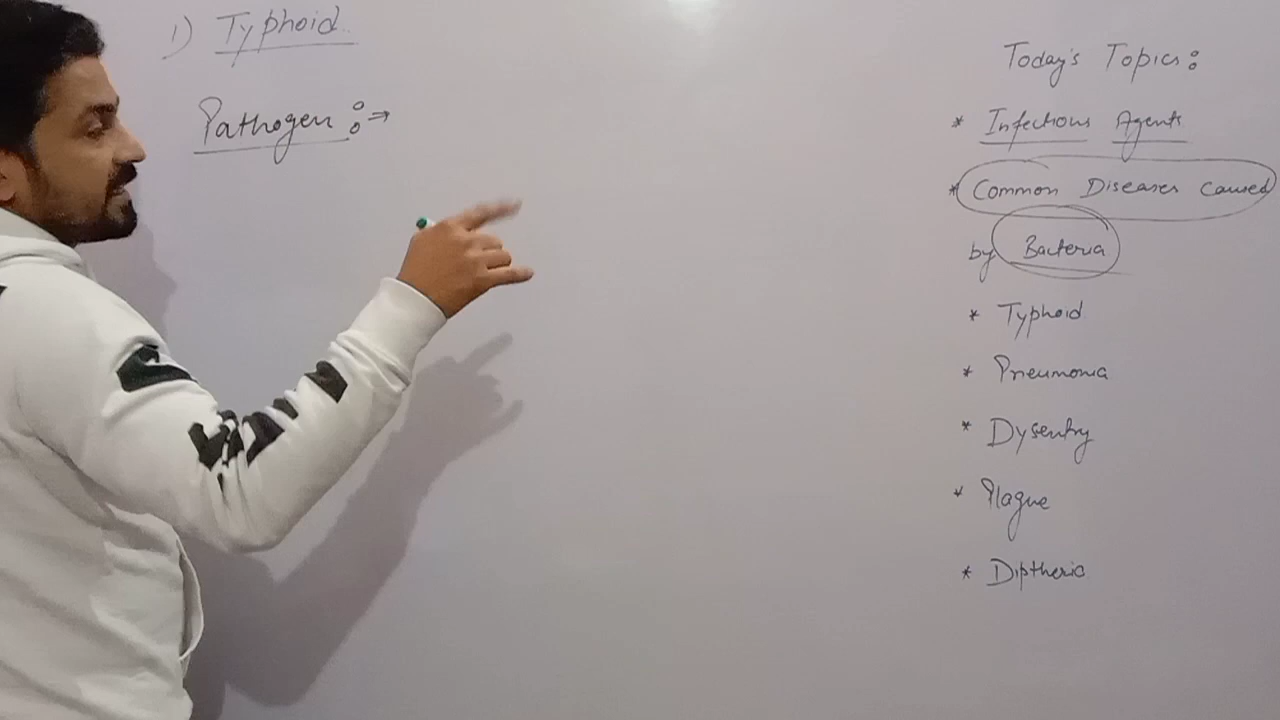 1) Typhoid..
Pathogen : ⇒
Today's Topics :
* Infectious Agents
* Common Diseases caused
by Bacteria
* Typhoid
* Pneumonia
* Dysentry
* Plague
* Diptheria